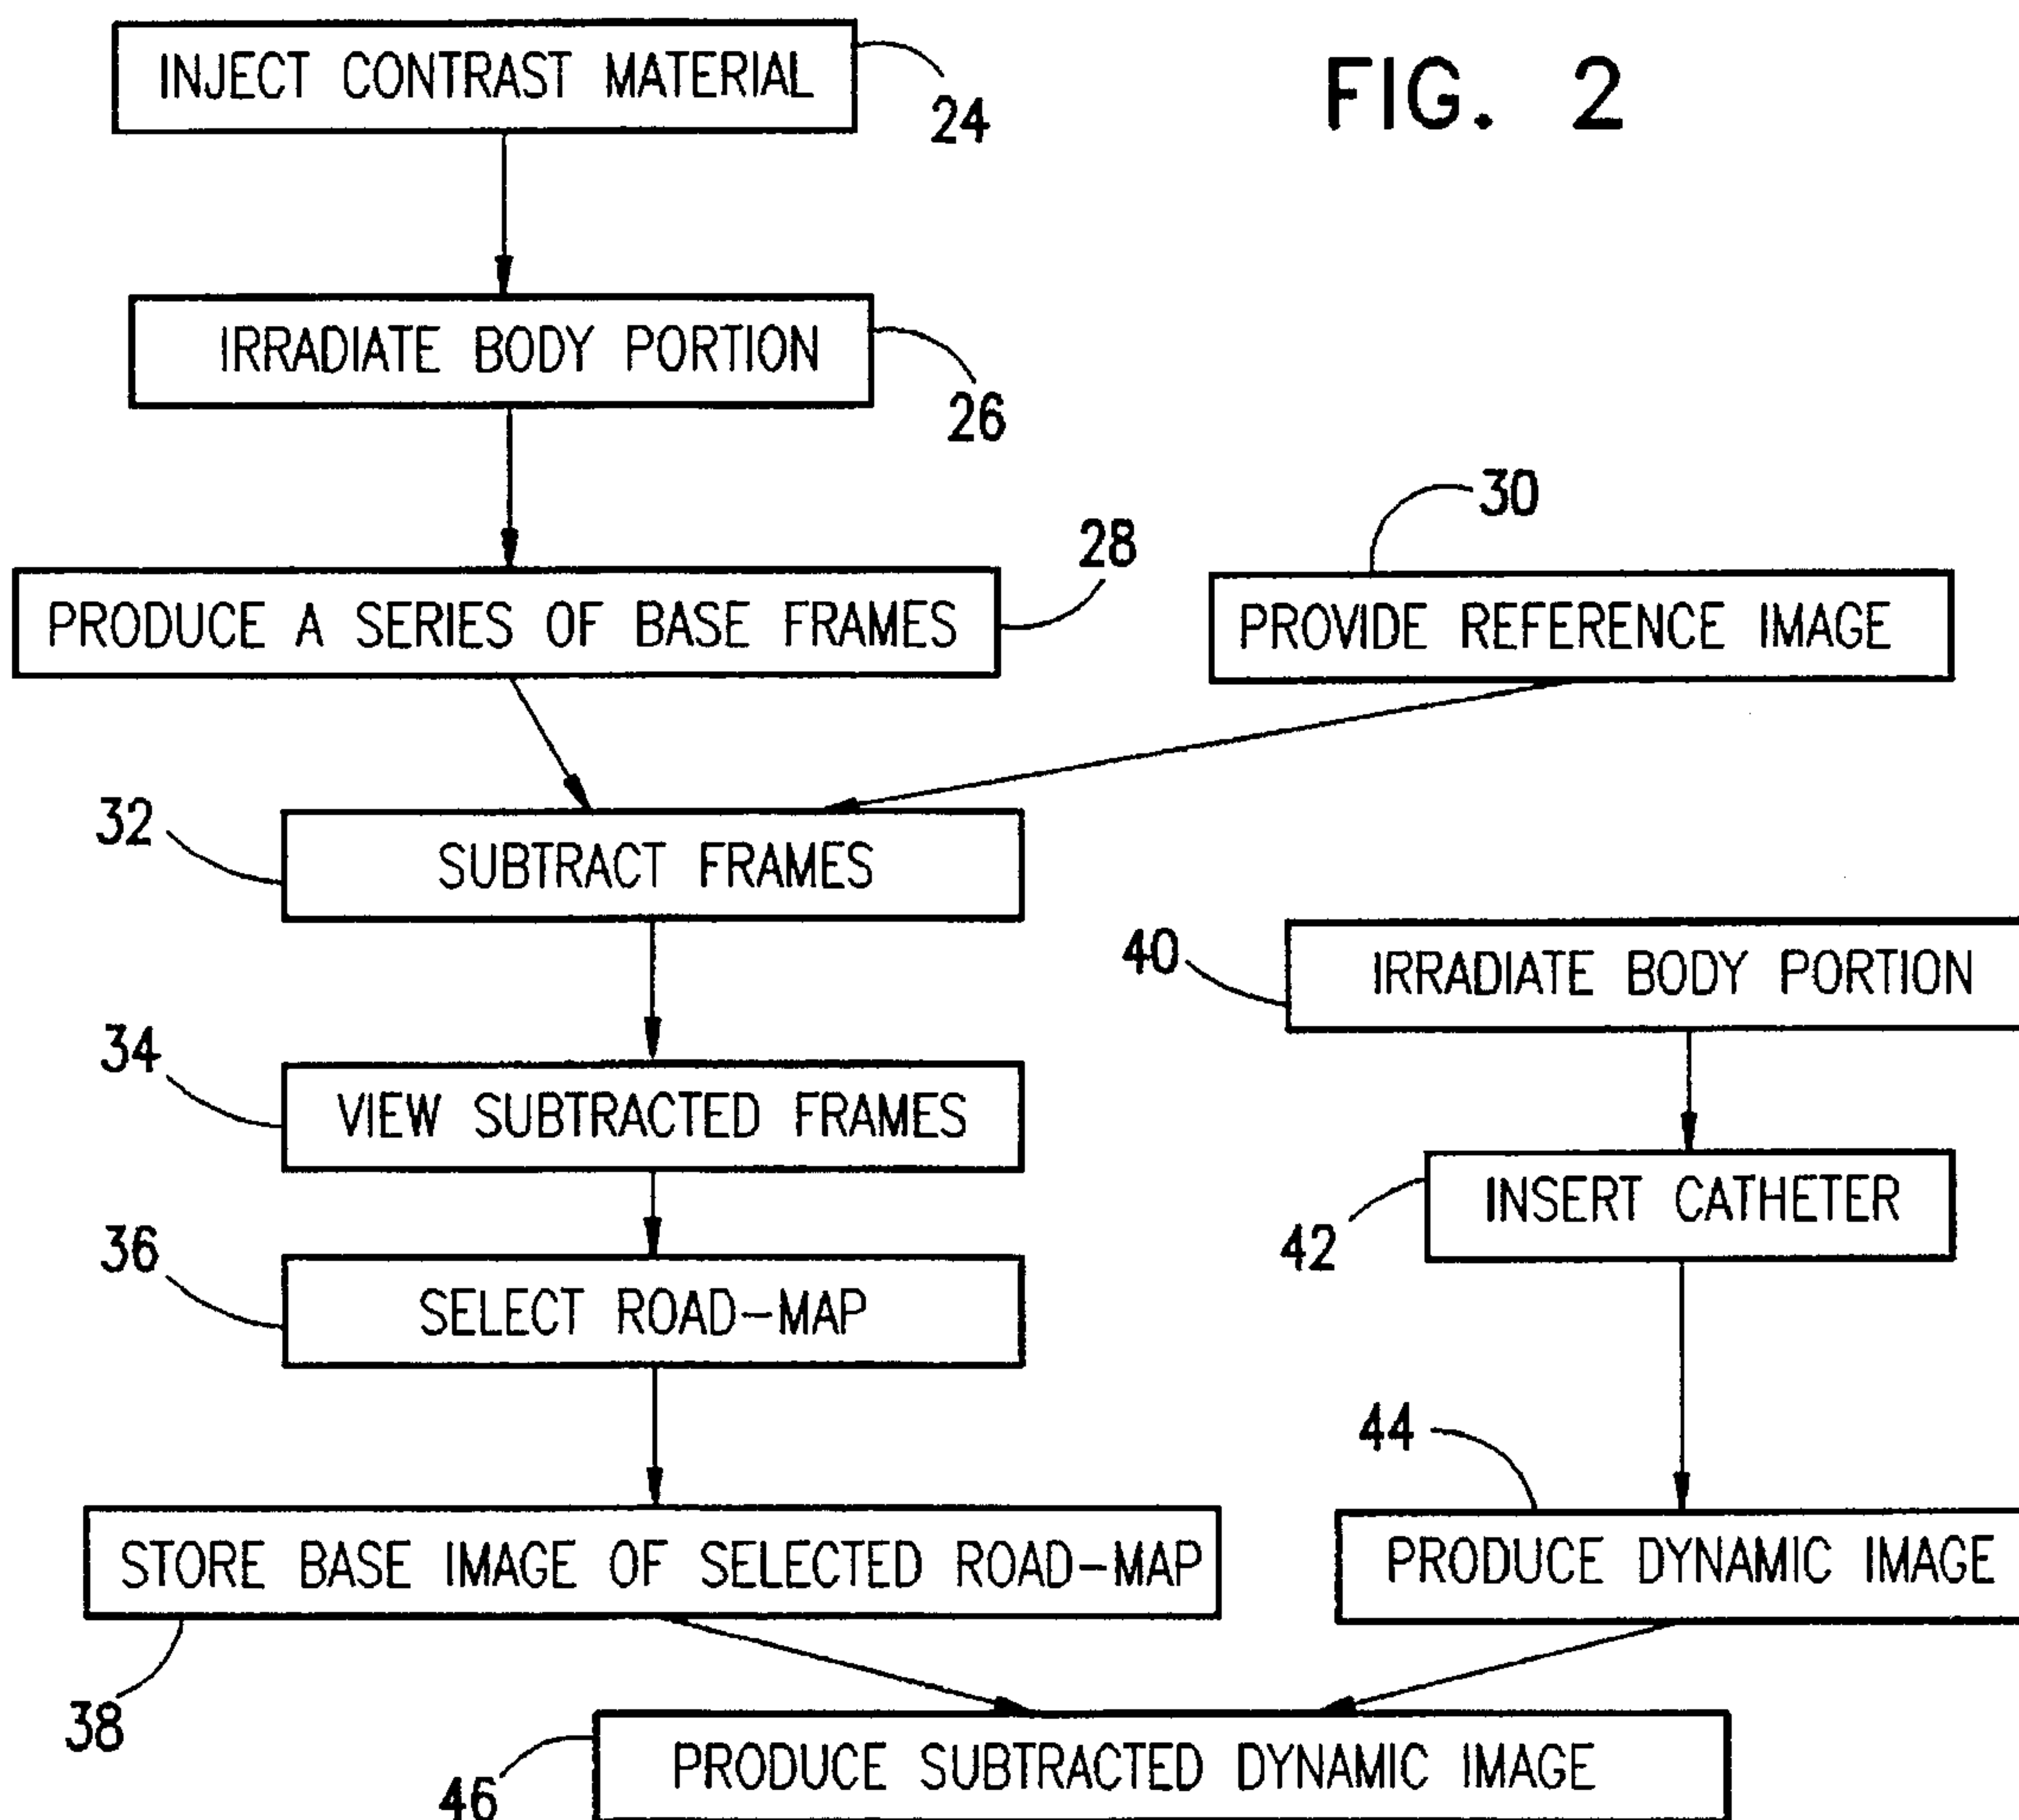 FIG. 2
INJECT CONTRAST MATERIAL
24
IRRADIATE BODY PORTION
26
PRODUCE A SERIES OF BASE FRAMES
28
30
PROVIDE REFERENCE IMAGE
32
SUBTRACT FRAMES
34
VIEW SUBTRACTED FRAMES
36
SELECT ROAD-MAP
STORE BASE IMAGE OF SELECTED ROAD-MAP
38
40
IRRADIATE BODY PORTION
INSERT CATHETER
42
44
PRODUCE DYNAMIC IMAGE
PRODUCE SUBTRACTED DYNAMIC IMAGE
46